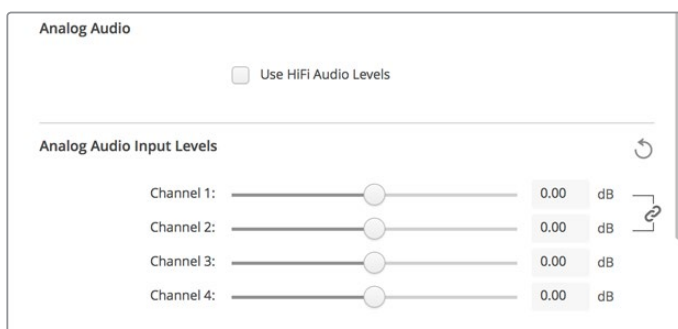 Analog Audio
Use HiFi Audio Levels
Analog Audio Input Levels
Channel 1: 0.00 dB
Channel 2: 0.00 dB
Channel 3: 0.00 dB
Channel 4: 0.00 dB